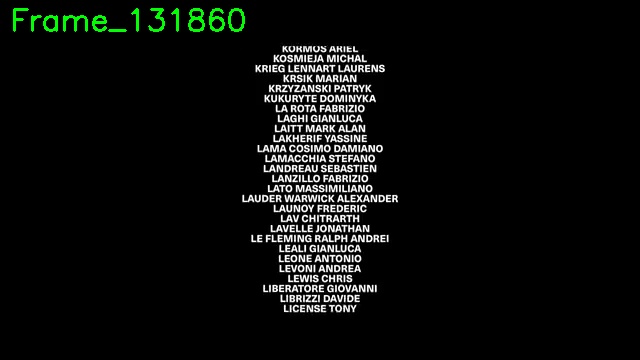 Frame_131860
KORMOS ARIEL
KOSMIEJA MICHAL
KRIEG LENNART LAURENS
KRSIK MARIAN
KRZYZANSKI PATRYK
KUKURYTE DOMINYKA
LA ROTA FABRIZIO
LAGHI GIANLUCA
LAITT MARK ALAN
LAKHERIF YASSINE
LAMA COSIMO DAMIANO
LAMACCHIA STEFANO
LANDREAU SEBASTIEN
LANZILLO FABRIZIO
LATO MASSIMILIANO
LAUDER WARWICK ALEXANDER
LAUNOY FREDERIC
LAV CHITRARTH
LAVELLE JONATHAN
LE FLEMING RALPH ANDREI
LEALI GIANLUCA
LEONE ANTONIO
LEVONI ANDREA
LEWIS CHRIS
LIBERATORE GIOVANNI
LIBRIZZI DAVIDE
LICENSE TONY